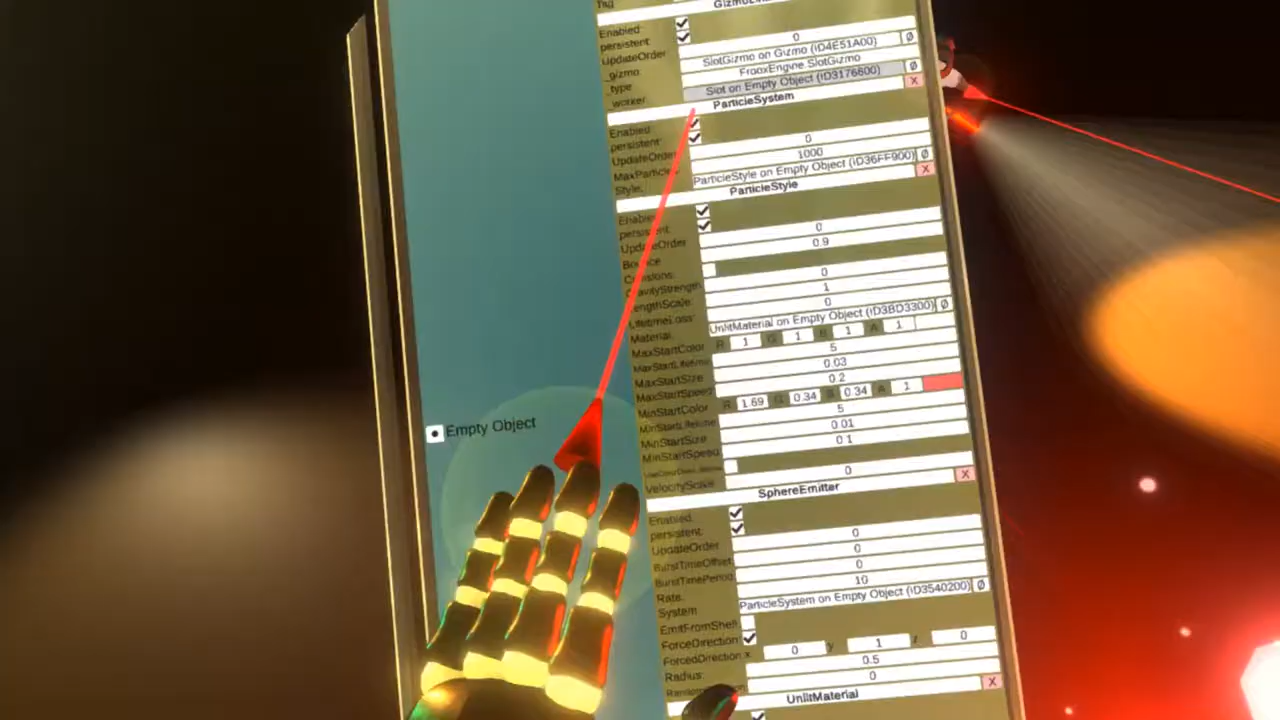 Tag
Enabled:
persistent:
0
UpdateOrder
SlotGizmo on Gizmo (ID4E51A00) Ø
_gizmo:
FrooxEngine.SlotGizmo
_type
Slot on Empty Object (ID3176600) Ø
_worker:
ParticleSystem X
Enabled
persistent:
0
UpdateOrder
1000
MaxParticles
ParticleStyle on Empty Object (ID36FF900) Ø
Style:
ParticleStyle X
Enabled
persistent:
0
UpdateOrder
0.9
Bounce
Collisions:
0
GravityStrength
1
LengthScale:
0
LifetimeLoss:
UnlitMaterial on Empty Object (ID3BD3300) Ø
Material:
MaxStartColor R 1 G 1 B 1 A 1
5
MaxStartLifetime
0.03
MaxStartSize
0.2
MaxStartSpeed
MinStartColor R 1.69 G 0.34 B 0.34 A 1
5
MinStartLifetime
0.01
MinStartSize
0.1
MinStartSpeed
0
VelocityScale:
SphereEmitter X
Enabled:
persistent:
0
UpdateOrder
0
BurstTimeOffset
0
BurstTimePeriod:
10
Rate:
ParticleSystem on Empty Object (ID3540200) Ø
System
EmitFromShell:
ForceDirection:
ForcedDirection x 0 y 1 z 0
0.5
Radius:
0
UnlitMaterial X
Empty Object